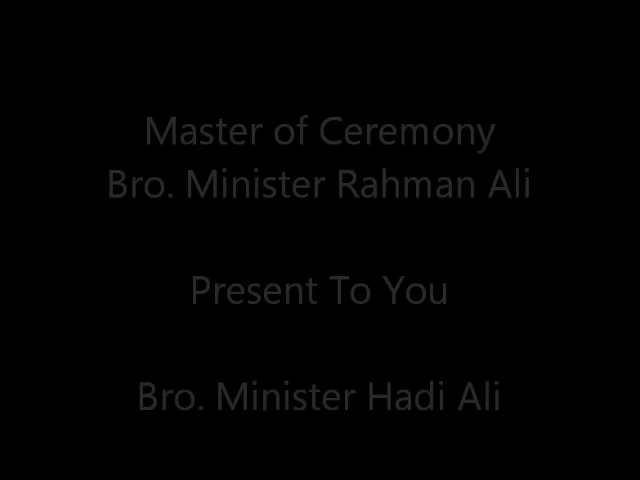 Master of Ceremony
Bro. Minister Rahman Ali
Present To You
Bro. Minister Hadi Ali